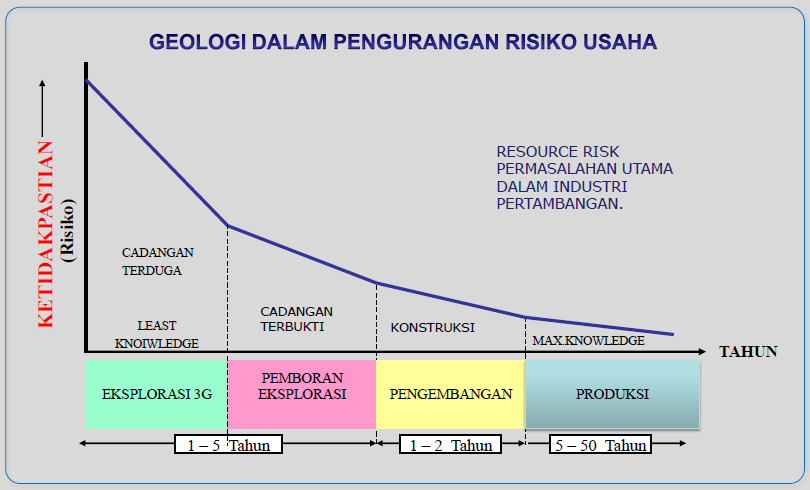 GEOLOGI DALAM PENGURANGAN RISIKO USAHA
KETIDAKPASTIAN
(Risiko)
RESOURCE RISK
PERMASALAHAN UTAMA
DALAM INDUSTRI
PERTAMBANGAN.
CADANGAN
TERDUGA
LEAST
KNOIWLEDGE
CADANGAN
TERBUKTI
KONSTRUKSI
MAX.KNOWLEDGE
TAHUN
EKSPLORASI 3G
PEMBORAN
EKSPLORASI
PENGEMBANGAN
PRODUKSI
1 – 5 Tahun
1 – 2 Tahun
5 – 50 Tahun